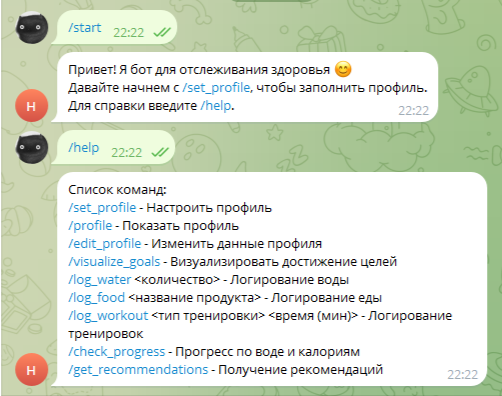 /start 22:22
Привет! Я бот для отслеживания здоровья 😊
Давайте начнем с /set_profile, чтобы заполнить профиль.
Для справки введите /help.
22:22
Н
/help 22:22
Список команд:
/set_profile - Настроить профиль
/profile - Показать профиль
/edit_profile - Изменить данные профиля
/visualize_goals - Визуализировать достижение целей
/log_water <количество> - Логирование воды
/log_food <название продукта> - Логирование еды
/log_workout <тип тренировки> <время (мин)> - Логирование
тренировок
/check_progress - Прогресс по воде и калориям
/get_recommendations - Получение рекомендаций
22:22
Н